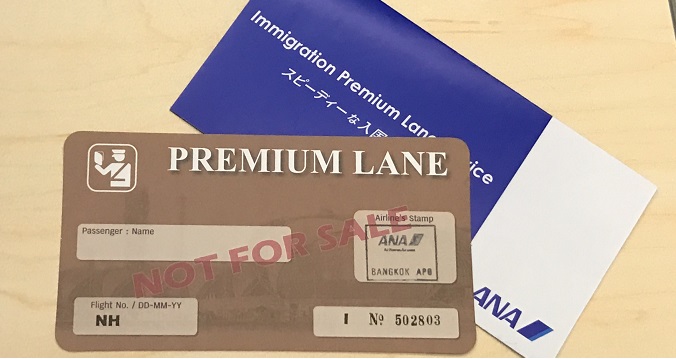 Immigration Premium Lane Service
スピーディーな入国
PREMIUM LANE
Passenger : Name
Airline's Stamp
ANA
BANGKOK APO
NOT FOR SALE
Flight No. / DD-MM-YY
NH
I № 502803
ANA